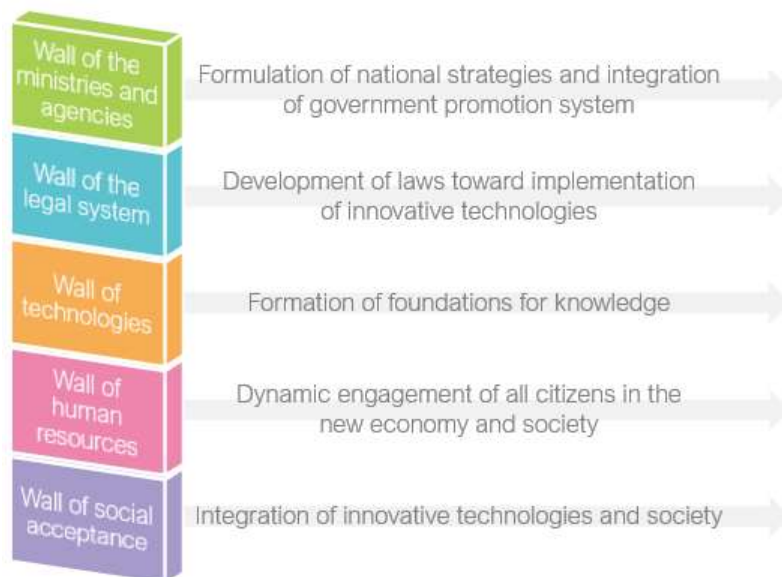 Wall of the
ministries and
agencies
Formulation of national strategies and integration
of government promotion system
Wall of the
legal system
Development of laws toward implementation
of innovative technologies
Wall of
technologies
Formation of foundations for knowledge
Wall of
human
resources
Dynamic engagement of all citizens in the
new economy and society
Wall of social
acceptance
Integration of innovative technologies and society